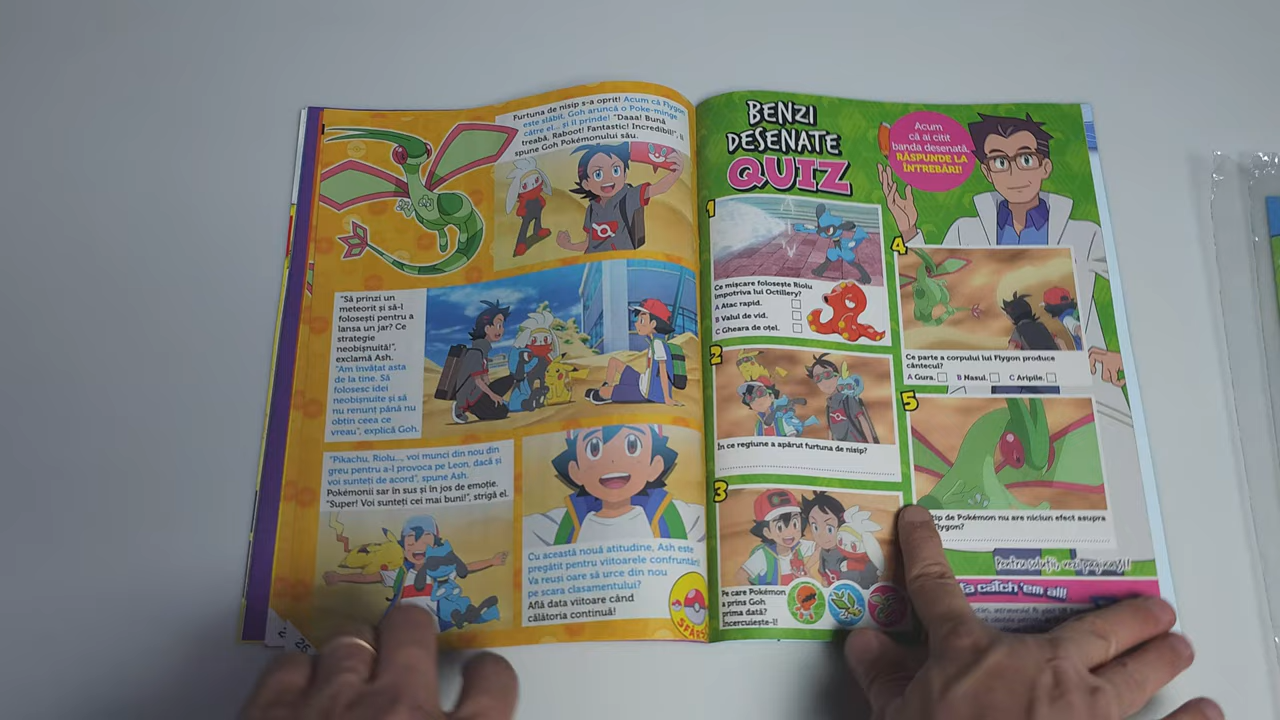 Furtuna de nisip s-a oprit! Acum că Flygon
este slăbit, Goh aruncă o Poke-minge
către el... și îl prinde! "Daaa! Bună
treabă, Raboot! Fantastic! Incredibil!", îi
spune Goh Pokémonului său.
"Să prinzi un
meteorit și să-l
folosești pentru a
lansa un jar? Ce
strategie
neobișnuită!",
exclamă Ash.
"Am învățat asta
de la tine. Să
folosesc idei
neobișnuite și să
nu renunț până nu
obțin ceea ce
vreau", explică Goh.
"Pikachu, Riolu..., voi munci din nou din
greu pentru a-l provoca pe Leon, dacă și
voi sunteți de acord", spune Ash.
Pokémonii sar în sus și în jos de emoție.
"Super! Voi sunteți cei mai buni!", strigă el.
Cu această nouă atitudine, Ash este
pregătit pentru viitoarele confruntări!
Va reuși oare să urce din nou
pe scara clasamentului?
Află data viitoare când
călătoria continuă!
26
BENZI
DESENATE
QUIZ
Acum
că ai citit
banda desenată,
RĂSPUNDE LA
ÎNTREBĂRI!
1
Ce mișcare folosește Riolu
împotriva lui Octillery?
A Atac rapid.
B Valul de vid.
C Gheara de oțel.
2
În ce regiune a apărut furtuna de nisip?
3
Pe care Pokémon
a prins Goh
prima dată?
Încercuiește-l!
4
Ce parte a corpului lui Flygon produce
cântecul?
A Gura. B Nasul. C Aripile.
5
tip de Pokémon nu are niciun efect asupra
Flygon?
Pentru soluții, vezi pagina
catch 'em all!